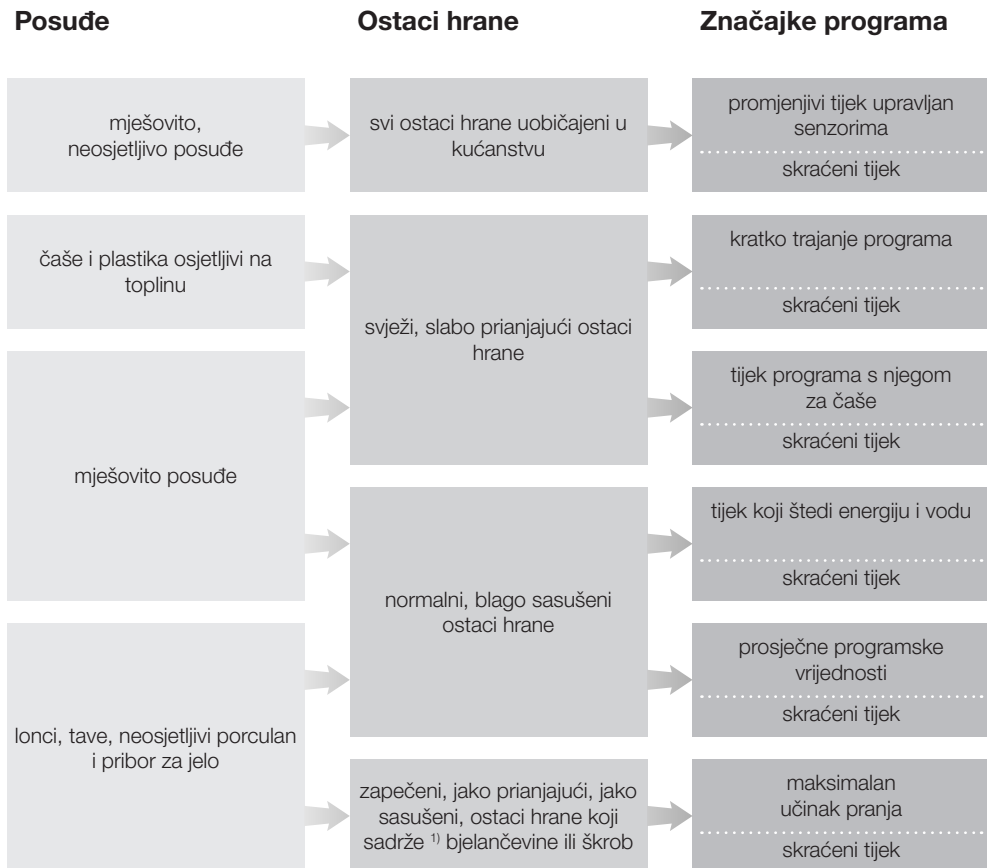 Posuđe Ostaci hrane Značajke programa
mješovito,
neosjetljivo posuđe
svi ostaci hrane uobičajeni u
kućanstvu
promjenjivi tijek upravljan
senzorima
skraćeni tijek
čaše i plastika osjetljivi na
toplinu
svježi, slabo prianjajući ostaci
hrane
kratko trajanje programa
skraćeni tijek
tijek programa s njegom
za čaše
skraćeni tijek
mješovito posuđe
normalni, blago sasušeni
ostaci hrane
tijek koji štedi energiju i vodu
skraćeni tijek
prosječne programske
vrijednosti
skraćeni tijek
lonci, tave, neosjetljivi porculan
i pribor za jelo
zapečeni, jako prianjajući, jako
sasušeni, ostaci hrane koji
sadrže 1) bjelančevine ili škrob
maksimalan
učinak pranja
skraćeni tijek